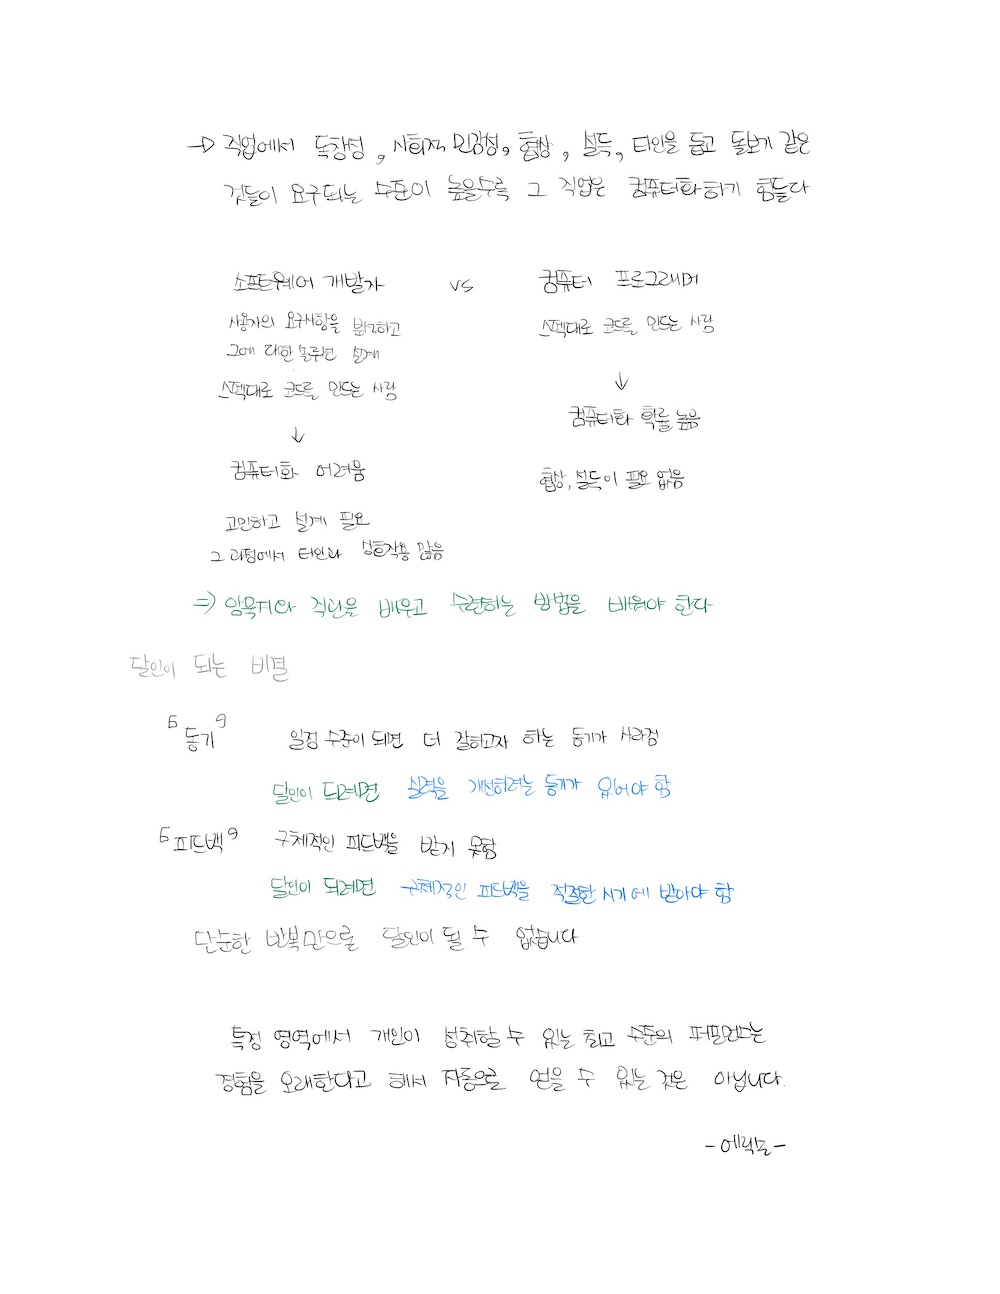 → 직업에서 독창성, 사회적 민감성, 협상, 설득, 타인을 돕고 돌보기 같은
것들이 요구되는 수준이 높을수록 그 직업은 컴퓨터화하기 힘들다
소프트웨어 개발자 vs 컴퓨터 프로그래머
사용자의 요구사항을 분석하고
그에 대한 솔루션 설계
스펙대로 코드를 만드는 사람
↓
컴퓨터화 어려움
고민하고 설계 필요
그 과정에서 타인과 상호작용 많음
스펙대로 코드를 만드는 사람
↓
컴퓨터화 확률 높음
협상, 설득이 필요 없음
⇒ 암묵지와 직관을 배우고 수련하는 방법을 배워야 한다
달인이 되는 비결
"동기" 일정 수준이 되면 더 잘하고자 하는 동기가 사라짐
달인이 되려면 실력을 개선하려는 동기가 있어야 함
"피드백" 구체적인 피드백을 받지 못함
달인이 되려면 구체적인 피드백을 적절한 시기에 받아야 함
단순한 반복만으로 달인이 될 수 없습니다
특정 영역에서 개인이 성취할 수 있는 최고 수준의 퍼포먼스는
경험을 오래한다고 해서 자동으로 얻을 수 있는 것은 아닙니다.
-에릭손-